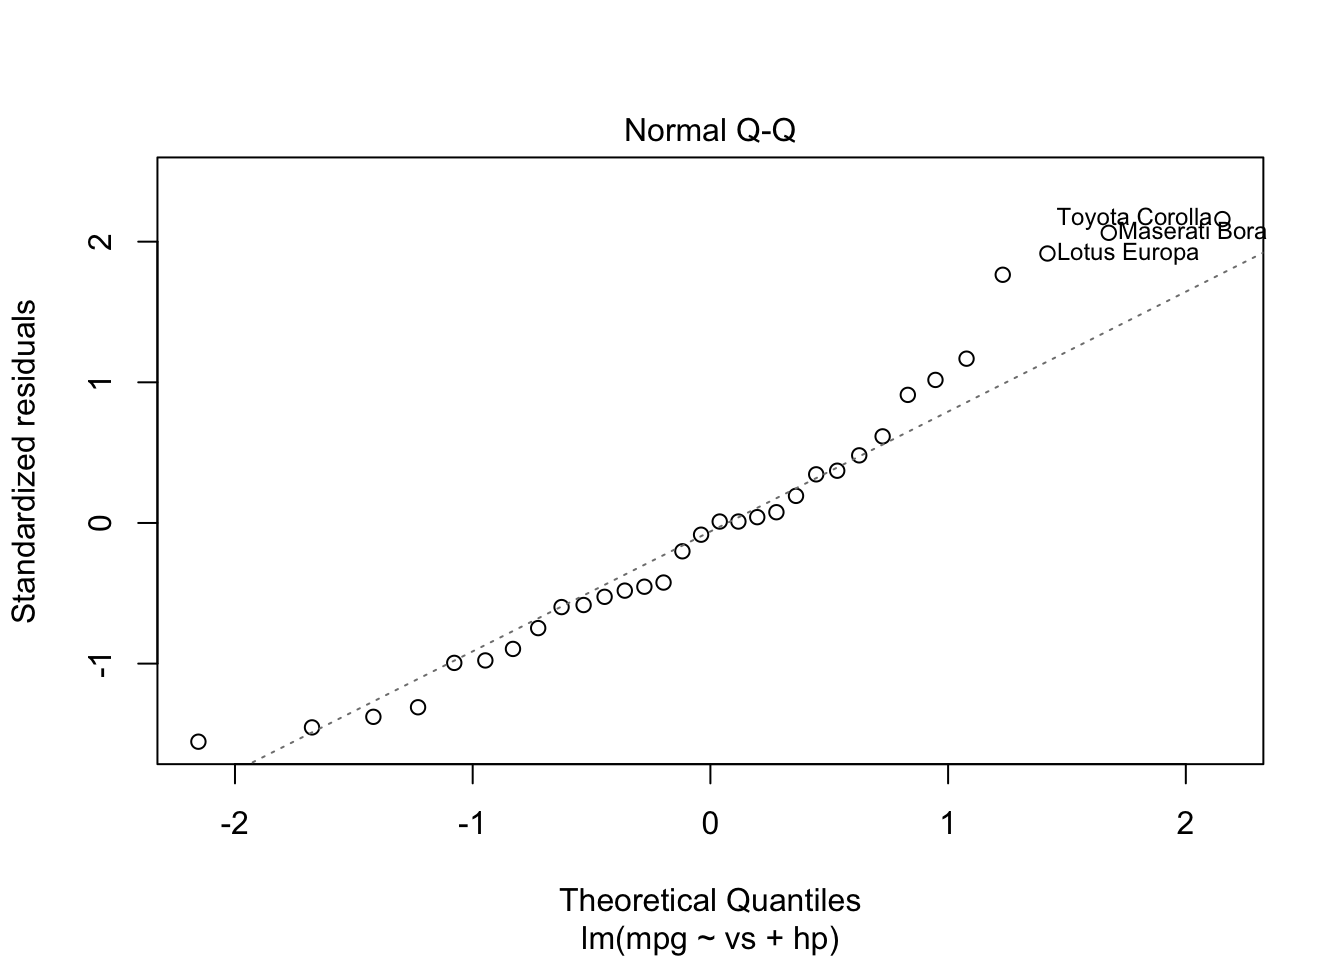 Normal Q-Q
Standardized residuals
2
1
0
-1
Toyota Corolla
Maserati Bora
Lotus Europa
-2
-1
0
1
2
Theoretical Quantiles
lm(mpg ~ vs + hp)